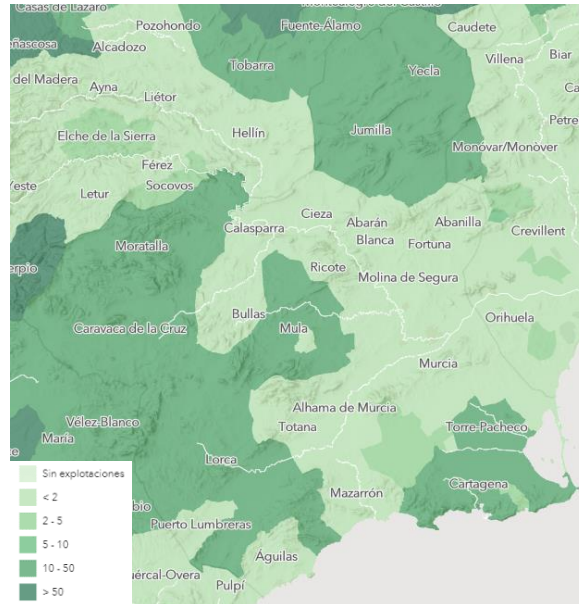 Casas de Lázaro
Pozohondo
Fuente-Álamo
Caudete
Peñascosa
Alcadozo
Tobarra
Villena
Biar
Yecla
del Madera
Ayna
Liétor
Petre
Elche de la Sierra
Hellín
Jumilla
Monóvar/Monòver
Férez
Yeste
Letur
Socovos
Cieza
Abarán
Abanilla
Calasparra
Blanca
Fortuna
Crevillent
Moratalla
Ricote
Molina de Segura
Bullas
Orihuela
Caravaca de la Cruz
Mula
Murcia
Alhama de Murcia
Vélez-Blanco
Totana
Torre-Pacheco
María
Lorca
Cartagena
Mazarrón
Puerto Lumbreras
Águilas
Pulpí
Sin explotaciones
< 2
2 - 5
5 - 10
10 - 50
> 50